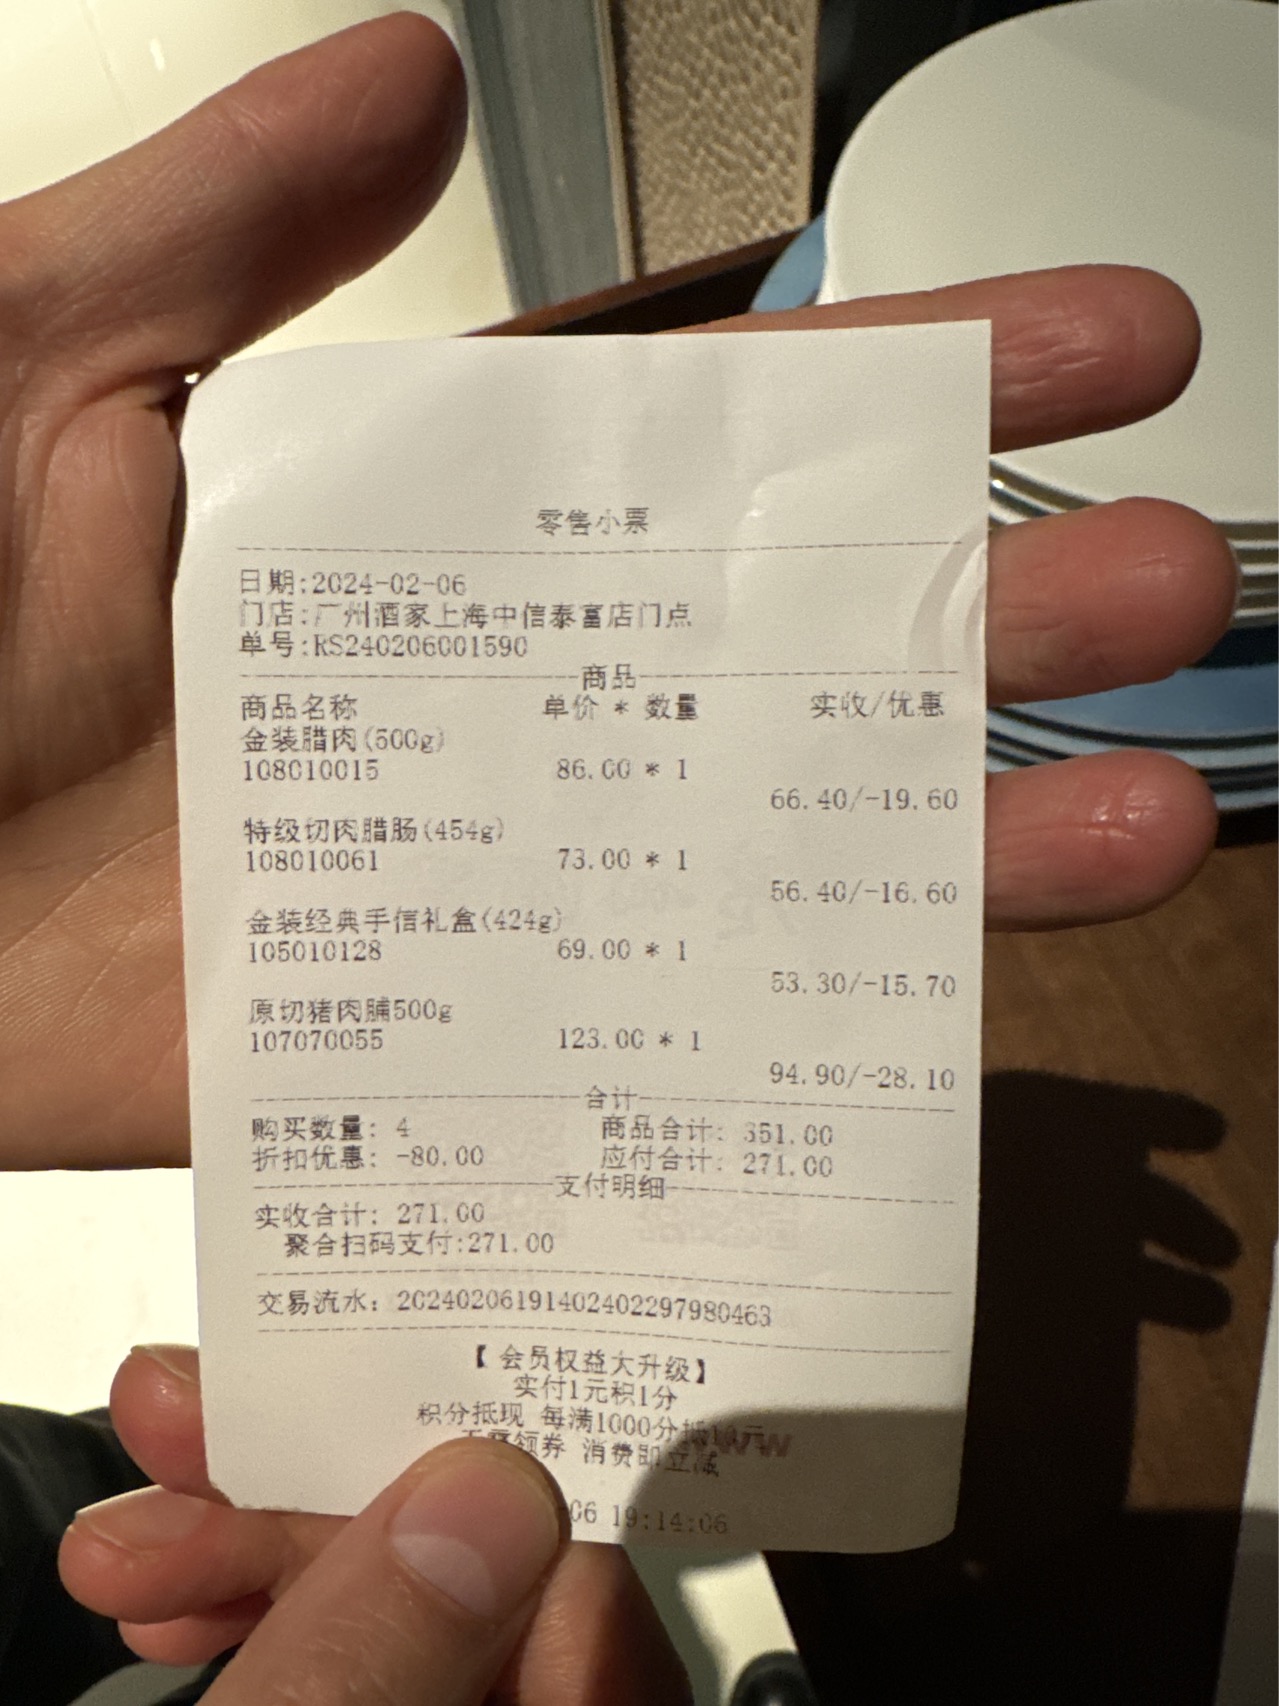 零售小票
日期:2024-02-06
门店:广州酒家上海中信泰富店门点
单号:RS240206001590
商品
商品名称 单价 * 数量 实收/优惠
金装腊肉(500g)
108010015 86.00 * 1
66.40/-19.60
特级切肉腊肠(454g)
108010061 73.00 * 1
56.40/-16.60
金装经典手信礼盒(424g)
105010128 69.00 * 1
53.30/-15.70
原切猪肉脯500g
107070055 123.00 * 1
94.90/-28.10
合计
购买数量: 4 商品合计: 351.00
折扣优惠: -80.00 应付合计: 271.00
支付明细
实收合计: 271.00
聚合扫码支付:271.00
交易流水: 20240206191402402297980463
【 会员权益大升级】
实付1元积1分
积分抵现 每满1000分抵10元
领券 消费即立减
06 19:14:06